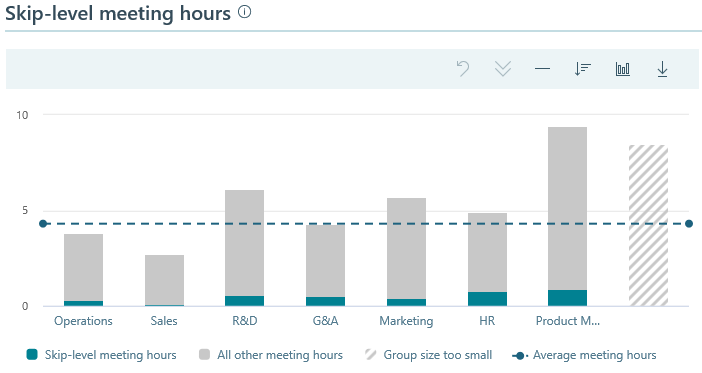 Skip-level meeting hours
10
5
0
Operations Sales R&D G&A Marketing HR Product M...
Skip-level meeting hours All other meeting hours Group size too small Average meeting hours